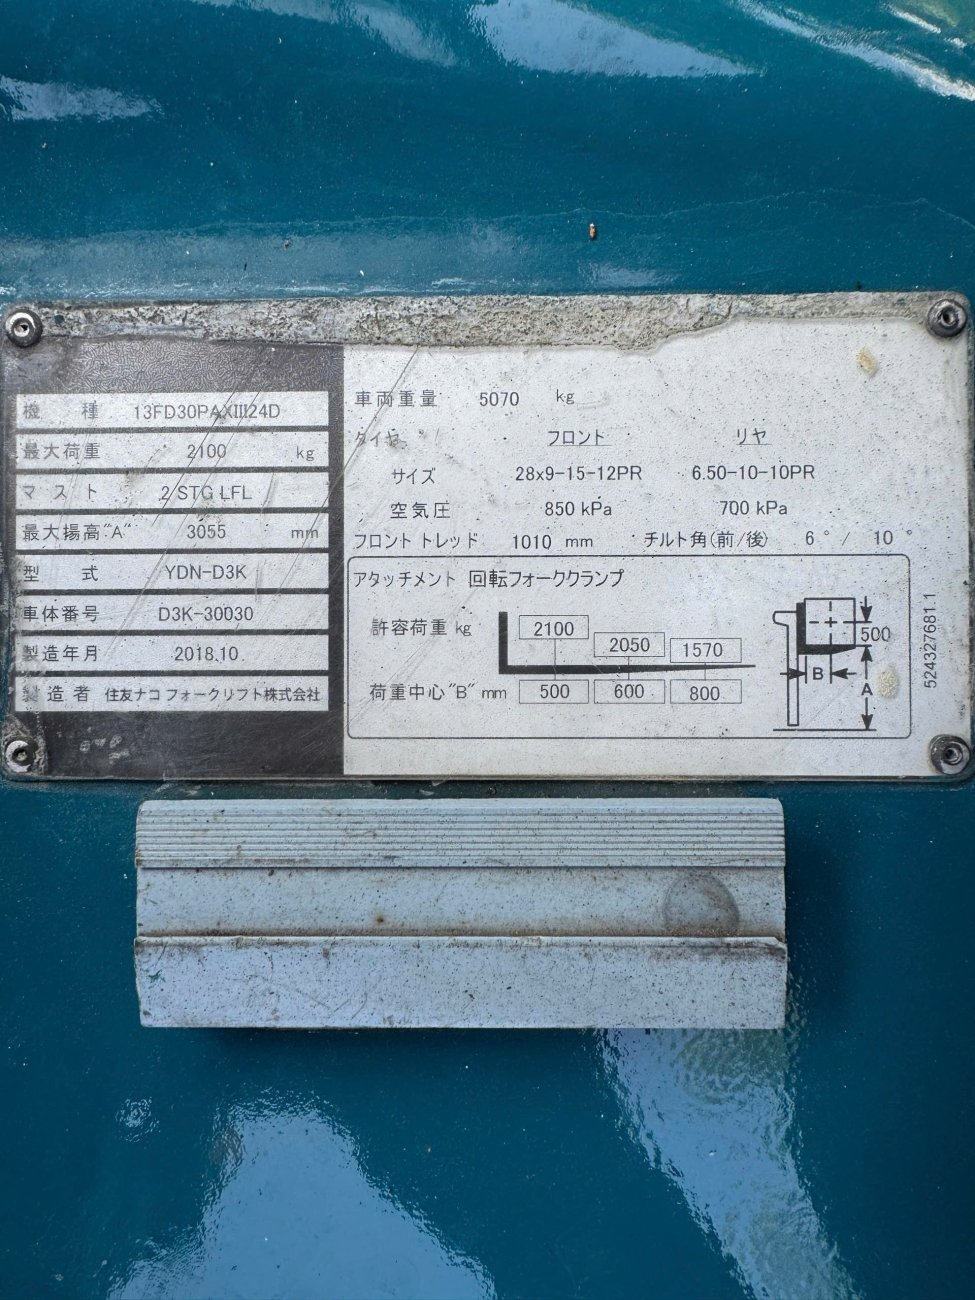 機種 13FD30PAXIII24D
最大荷重 2100 kg
マスト 2 STG LFL
最大揚高"A" 3055 mm
型式 YDN-D3K
車体番号 D3K-30030
製造年月 2018.10
製造者 住友ナコ フォークリフト株式会社
車両重量 5070 kg
タイヤ フロント リヤ
サイズ 28x9-15-12PR 6.50-10-10PR
空気圧 850 kPa 700 kPa
フロント トレッド 1010 mm チルト角(前/後) 6° / 10°
アタッチメント 回転フォーククランプ
許容荷重 kg 2100 2050 1570
荷重中心"B" mm 500 600 800
500
B
A
524327681.1